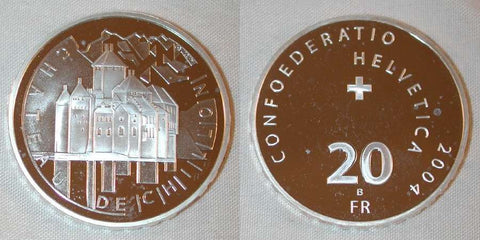 CHATEAU DE CHILLON
CONFOEDERATIO
HELVETICA 2004
20
B
FR